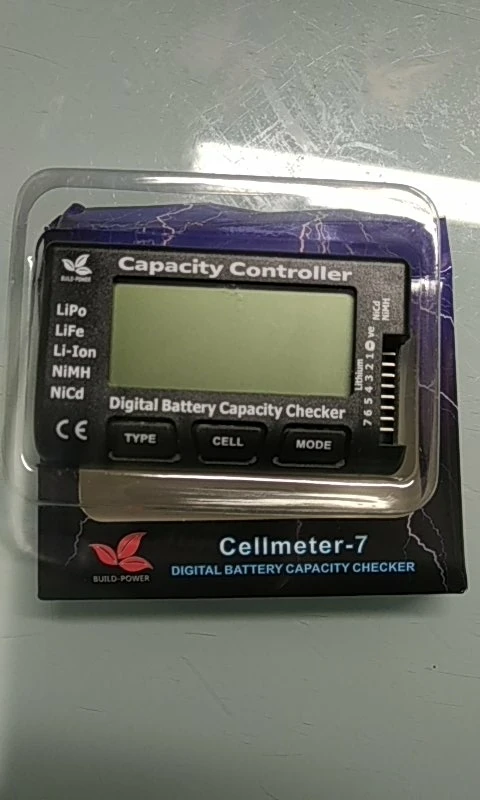 BUILD-POWER
Capacity Controller
LiPo
LiFe
Li-Ion
NiMH
NiCd
CE
NiCd
NiMH
Lithium
7 6 5 4 3 2 1 ve
Digital Battery Capacity Checker
TYPE
CELL
MODE
BUILD-POWER
Cellmeter-7
DIGITAL BATTERY CAPACITY CHECKER